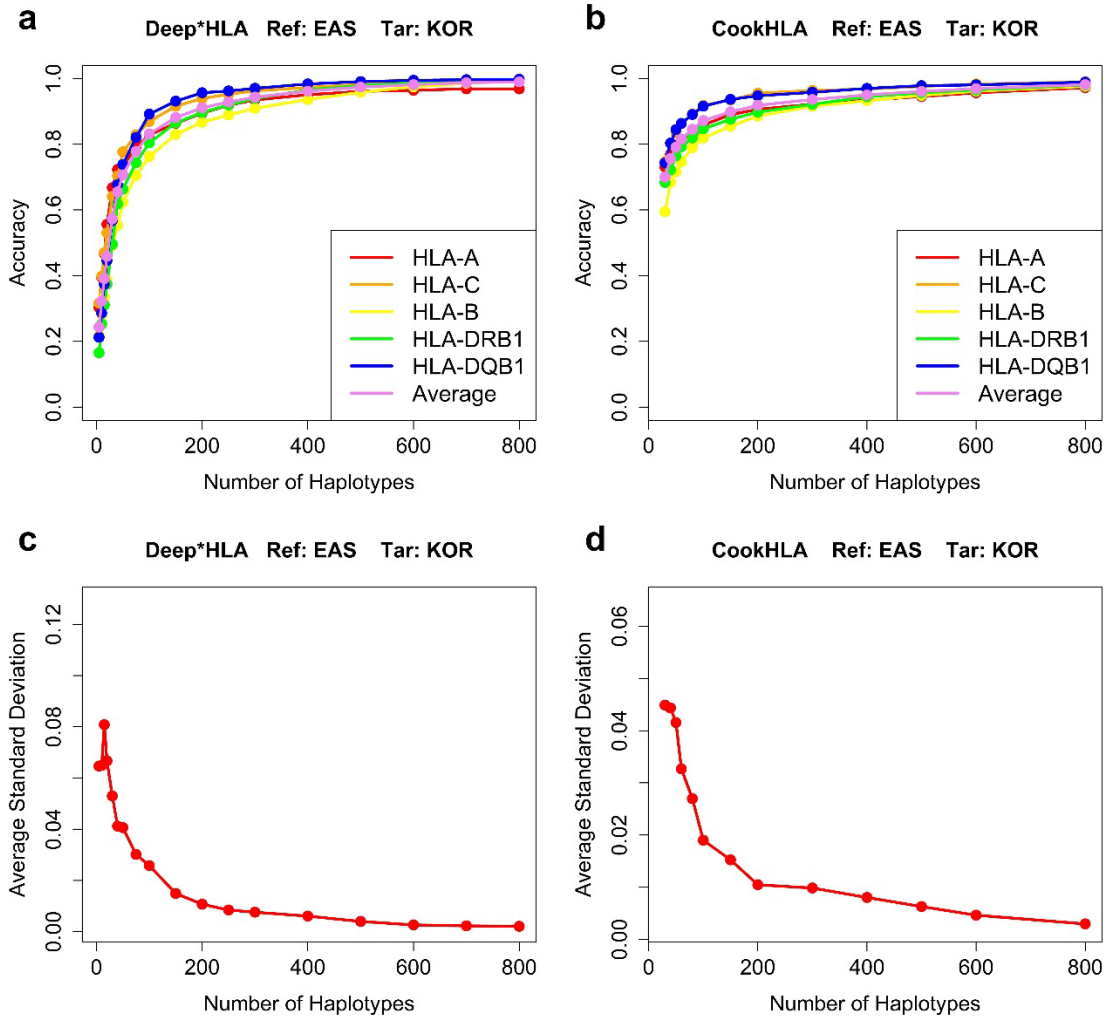 a
Deep*HLA Ref: EAS Tar: KOR
Accuracy
1.0
0.8
0.6
0.4
0.2
0.0
HLA-A
HLA-C
HLA-B
HLA-DRB1
HLA-DQB1
Average
0 200 400 600 800
Number of Haplotypes
b
CookHLA Ref: EAS Tar: KOR
Accuracy
1.0
0.8
0.6
0.4
0.2
0.0
HLA-A
HLA-C
HLA-B
HLA-DRB1
HLA-DQB1
Average
0 200 400 600 800
Number of Haplotypes
c
Deep*HLA Ref: EAS Tar: KOR
Average Standard Deviation
0.12
0.08
0.04
0.00
0 200 400 600 800
Number of Haplotypes
d
CookHLA Ref: EAS Tar: KOR
Average Standard Deviation
0.06
0.04
0.02
0.00
0 200 400 600 800
Number of Haplotypes